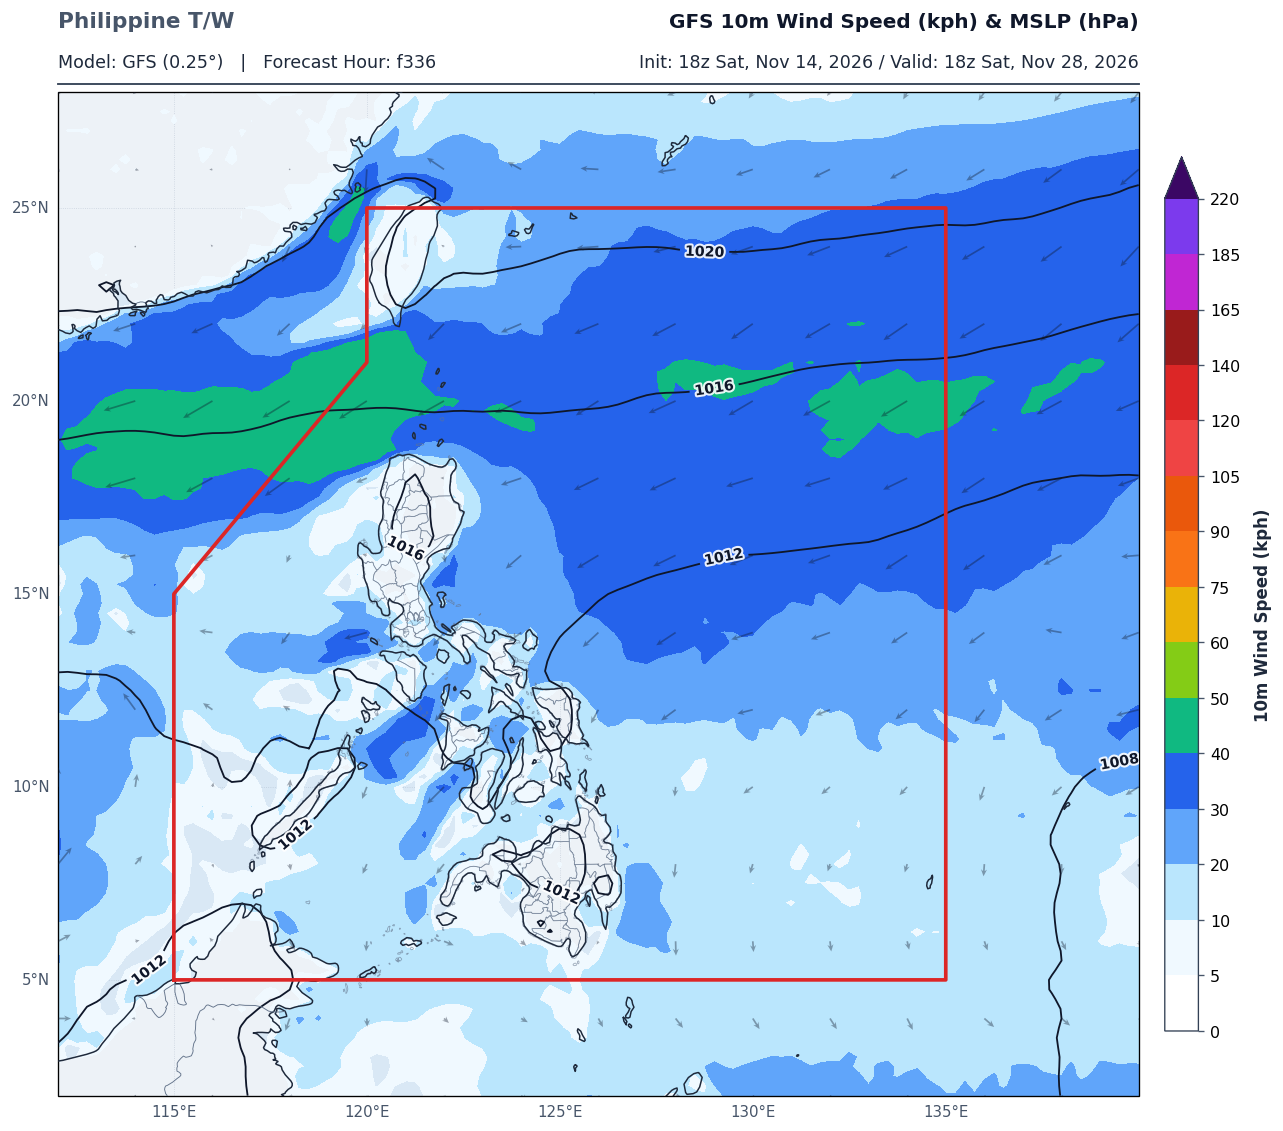 Philippine T/W
GFS 10m Wind Speed (kph) & MSLP (hPa)
Model: GFS (0.25°) | Forecast Hour: f336
Init: 18z Sat, Nov 14, 2026 / Valid: 18z Sat, Nov 28, 2026
25°N
20°N
15°N
10°N
5°N
115°E
120°E
125°E
130°E
135°E
1020
1016
1016
1012
1008
1012
1012
1012
220
185
165
140
120
105
90
75
60
50
40
30
20
10
5
0
10m Wind Speed (kph)